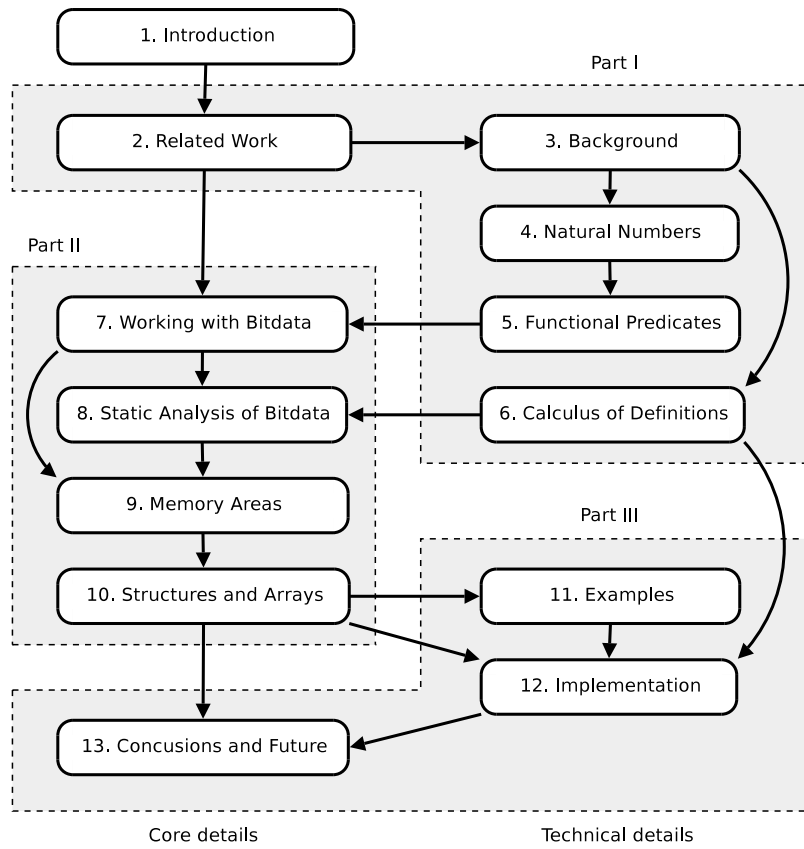 1. Introduction
Part I
2. Related Work
3. Background
4. Natural Numbers
Part II
7. Working with Bitdata
5. Functional Predicates
8. Static Analysis of Bitdata
6. Calculus of Definitions
9. Memory Areas
Part III
10. Structures and Arrays
11. Examples
12. Implementation
13. Concusions and Future
Core details
Technical details